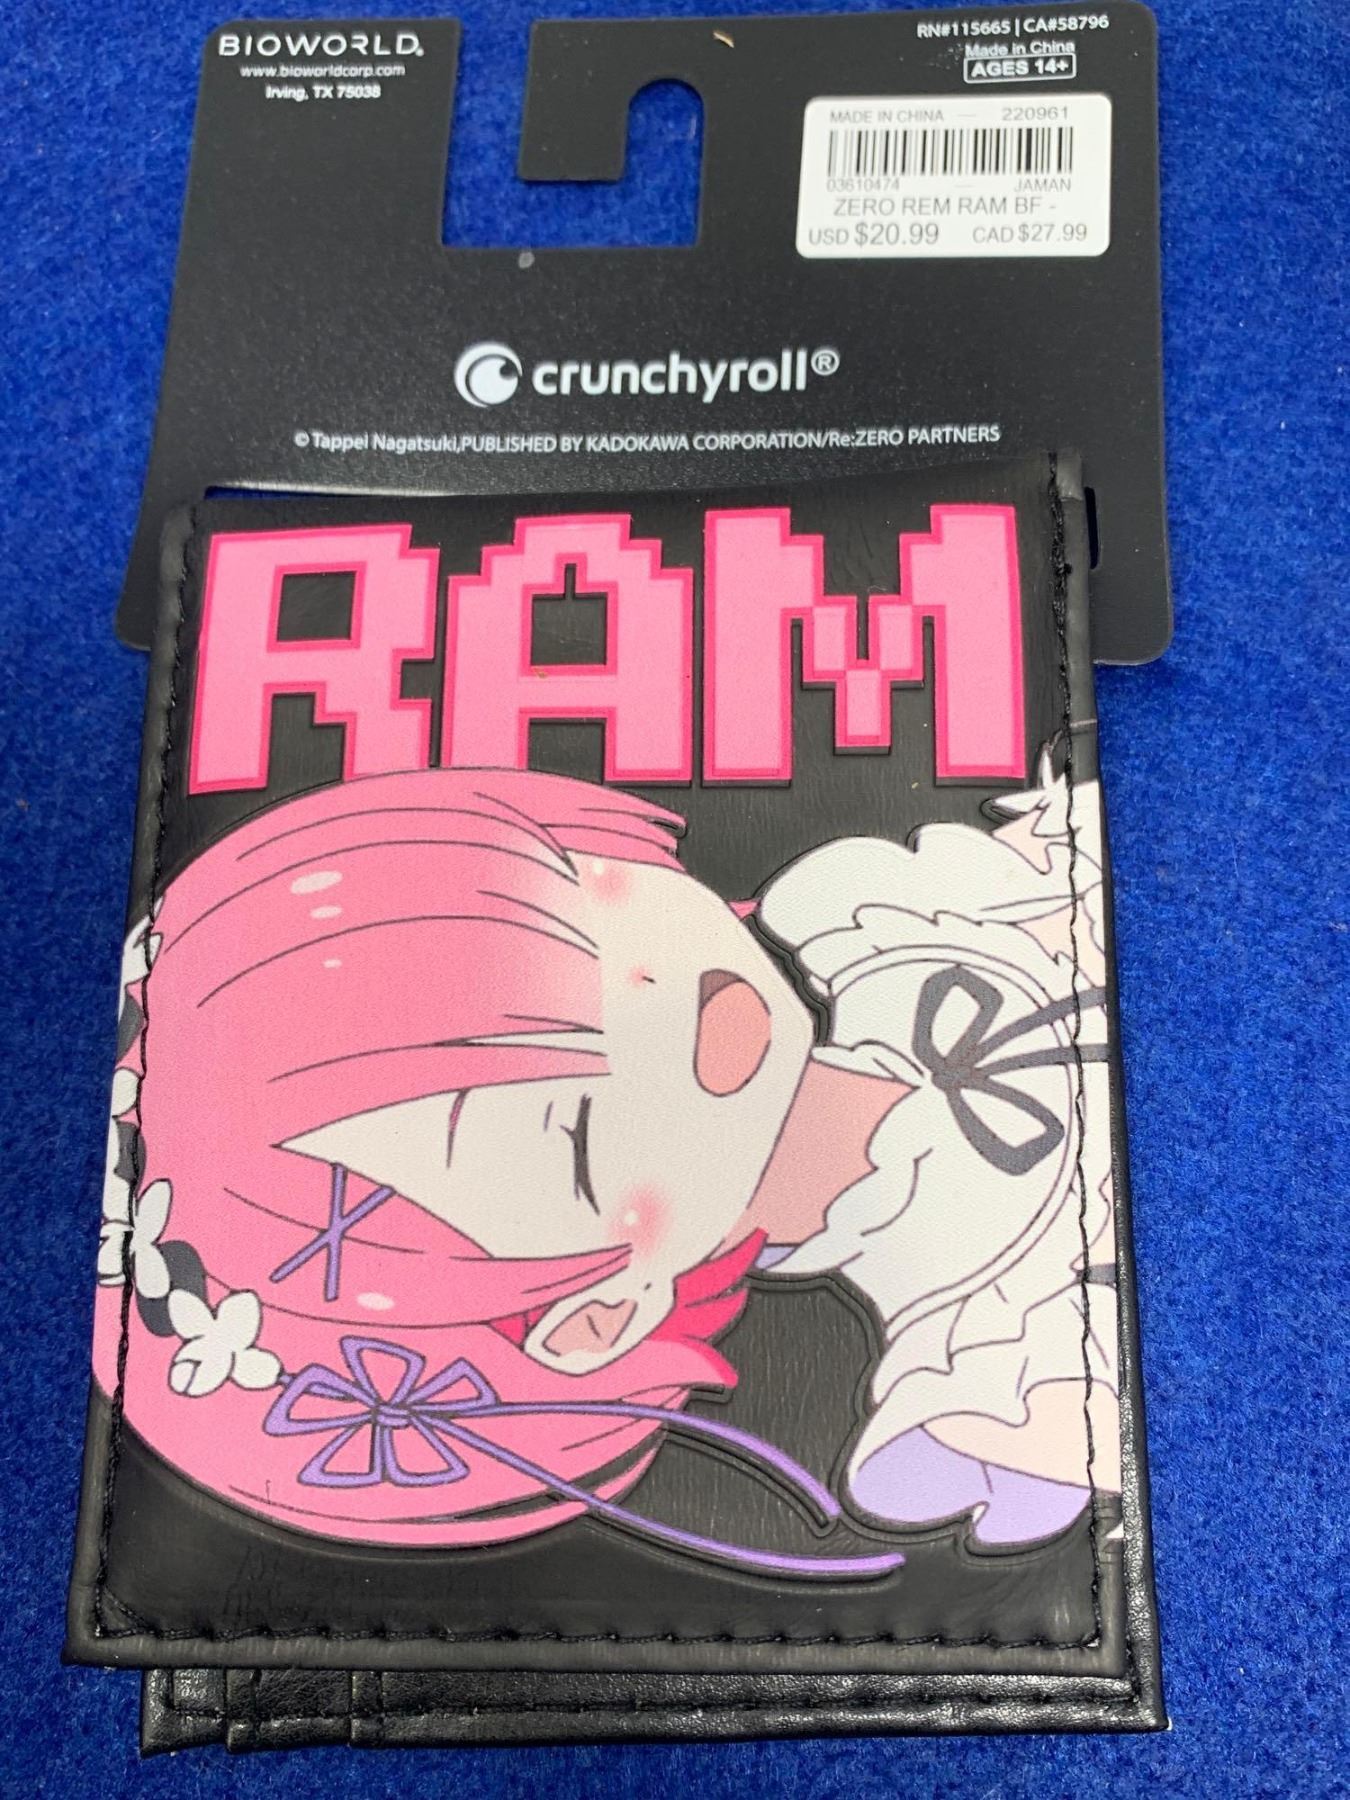 BIOWORLD®
www.bioworldcorp.com
Irving, TX 75038
RN#115665 | CA#58796
Made in China
AGES 14+
MADE IN CHINA — 220961
03610474 — JAMAN
ZERO REM RAM BF -
USD $20.99 CAD $27.99
crunchyroll®
© Tappei Nagatsuki,PUBLISHED BY KADOKAWA CORPORATION/Re:ZERO PARTNERS
RAM